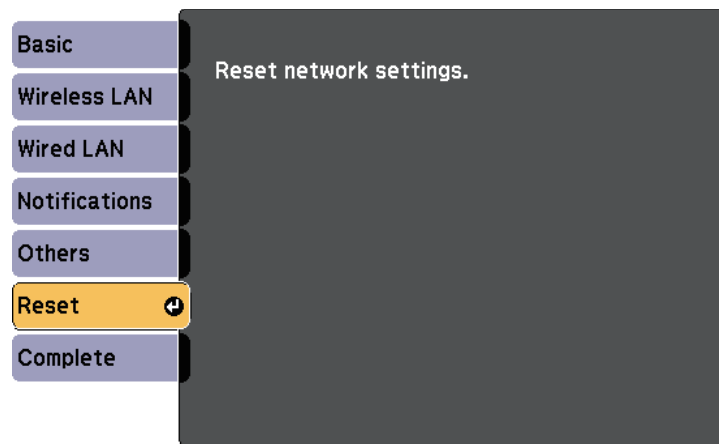 Basic
Wireless LAN
Wired LAN
Notifications
Others
Reset
Complete
Reset network settings.